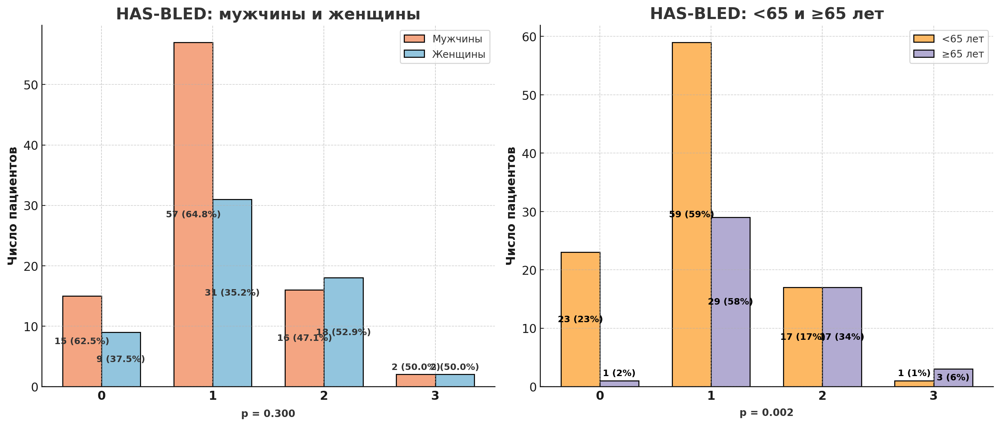 HAS-BLED: мужчины и женщины
Число пациентов
50
40
30
20
10
0
Мужчины
Женщины
57 (64.8%)
31 (35.2%)
15 (62.5%)
9 (37.5%)
16 (47.1%)
18 (52.9%)
2 (50.0%)
2 (50.0%)
0 1 2 3
p = 0.300
HAS-BLED: <65 и ≥65 лет
Число пациентов
60
50
40
30
20
10
0
<65 лет
≥65 лет
59 (59%)
29 (58%)
23 (23%)
1 (2%)
17 (17%)
17 (34%)
1 (1%)
3 (6%)
0 1 2 3
p = 0.002